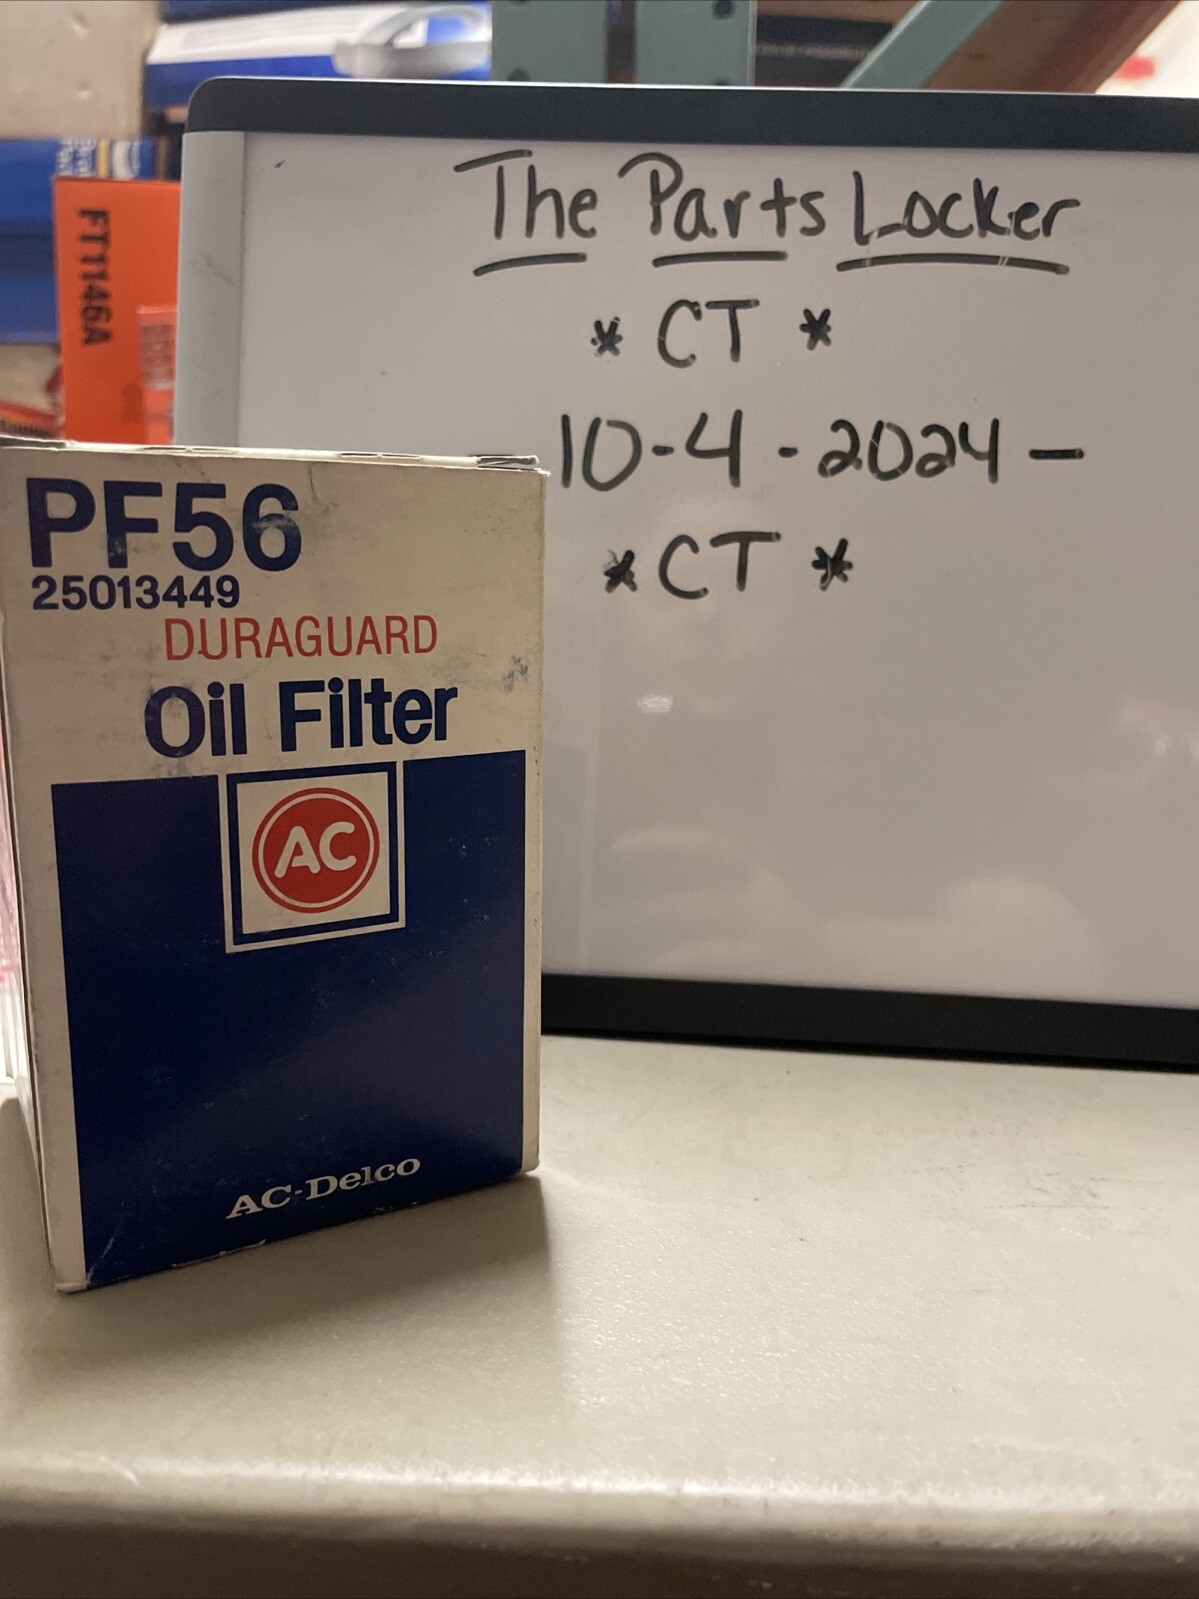 The Parts Locker
* CT *
10-4-2024-
* CT *
FT1146A
PF56
25013449
DURAGUARD
Oil Filter
AC
AC-Delco